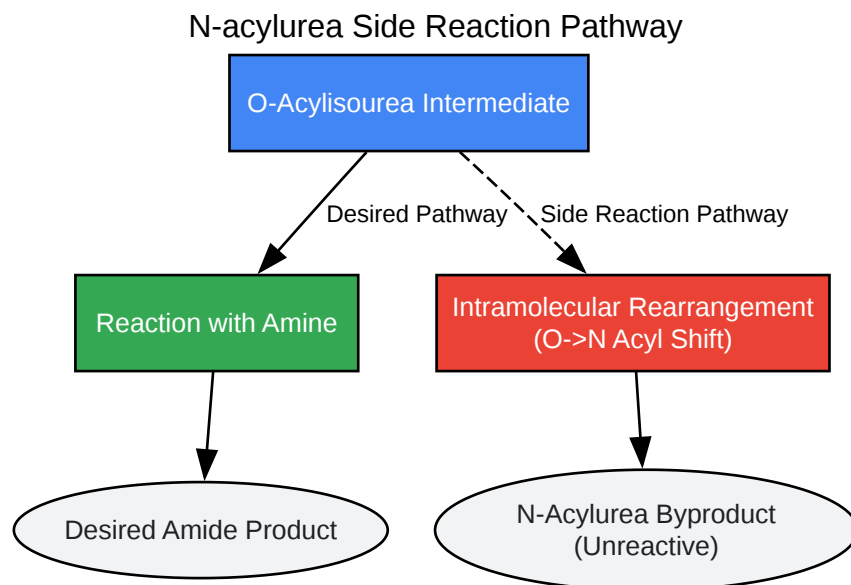 N-acylurea Side Reaction Pathway
O-Acylisourea Intermediate
Desired Pathway
Side Reaction Pathway
Reaction with Amine
Intramolecular Rearrangement
(O->N Acyl Shift)
Desired Amide Product
N-Acylurea Byproduct
(Unreactive)